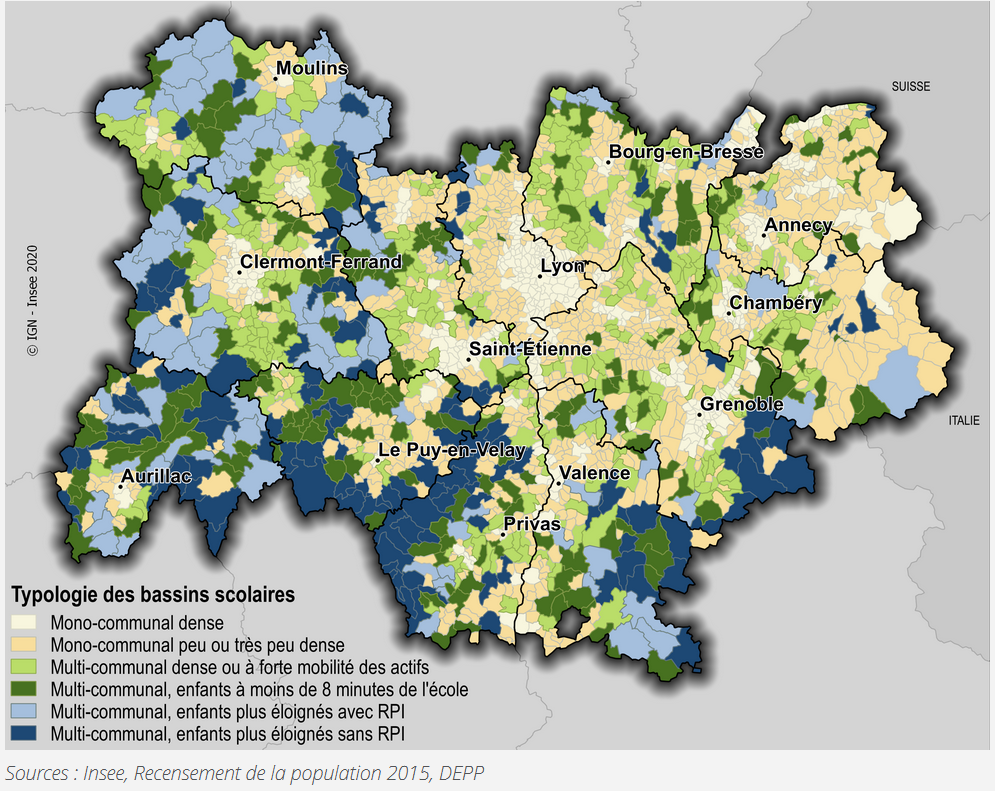 Moulins
SUISSE
Bourg-en-Bresse
Annecy
Clermont-Ferrand
Lyon
© IGN - Insee 2020
Chambéry
Saint-Étienne
Grenoble
ITALIE
Le Puy-en-Velay
Aurillac
Valence
Privas
Typologie des bassins scolaires
Mono-communal dense
Mono-communal peu ou très peu dense
Multi-communal dense ou à forte mobilité des actifs
Multi-communal, enfants à moins de 8 minutes de l'école
Multi-communal, enfants plus éloignés avec RPI
Multi-communal, enfants plus éloignés sans RPI
Sources : Insee, Recensement de la population 2015, DEPP